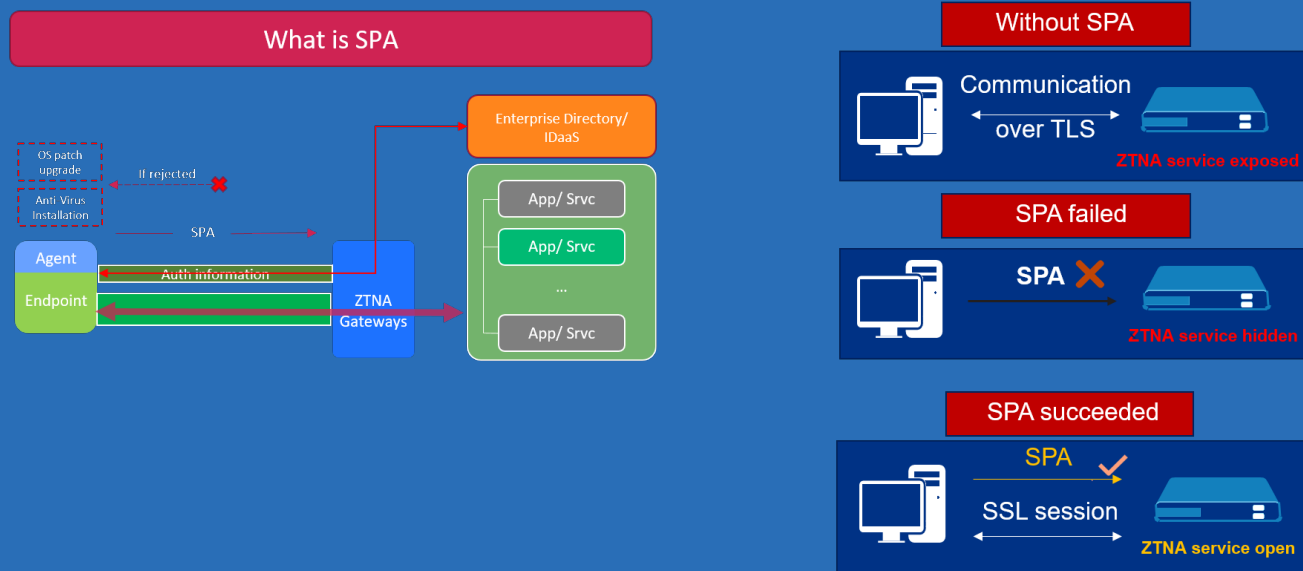 What is SPA
Enterprise Directory/
IDaaS
OS patch
upgrade
If rejected
Anti Virus
Installation
SPA
Agent
Endpoint
Auth information
ZTNA
Gateways
App/ Srvc
App/ Srvc
...
App/ Srvc
Without SPA
Communication
over TLS
ZTNA service exposed
SPA failed
SPA
ZTNA service hidden
SPA succeeded
SPA
SSL session
ZTNA service open